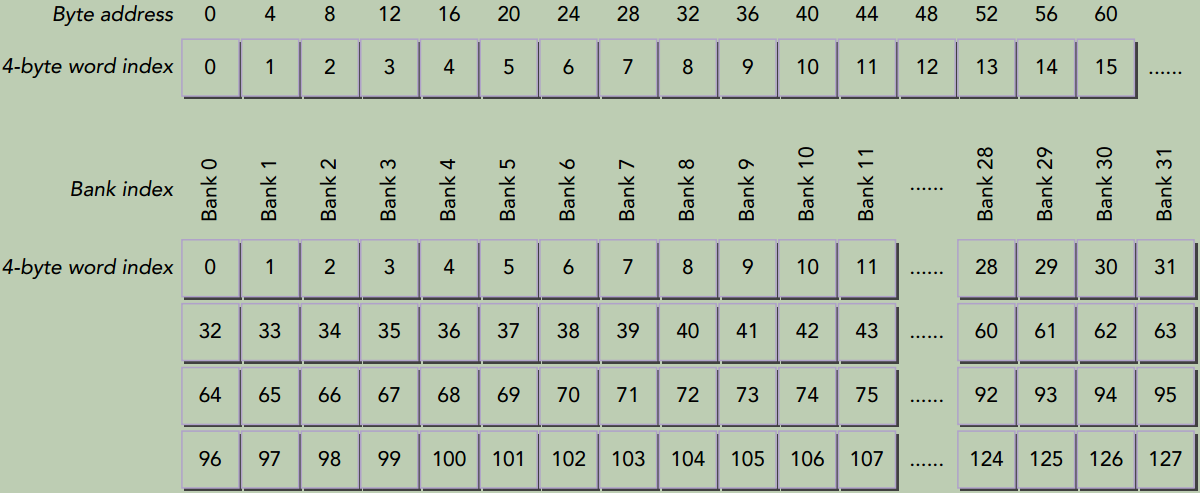 Byte address 0 4 8 12 16 20 24 28 32 36 40 44 48 52 56 60
4-byte word index 0 1 2 3 4 5 6 7 8 9 10 11 12 13 14 15 ......
Bank index Bank 0 Bank 1 Bank 2 Bank 3 Bank 4 Bank 5 Bank 6 Bank 7 Bank 8 Bank 9 Bank 10 Bank 11 ...... Bank 28 Bank 29 Bank 30 Bank 31
4-byte word index 0 1 2 3 4 5 6 7 8 9 10 11 ...... 28 29 30 31
32 33 34 35 36 37 38 39 40 41 42 43 ...... 60 61 62 63
64 65 66 67 68 69 70 71 72 73 74 75 ...... 92 93 94 95
96 97 98 99 100 101 102 103 104 105 106 107 ...... 124 125 126 127